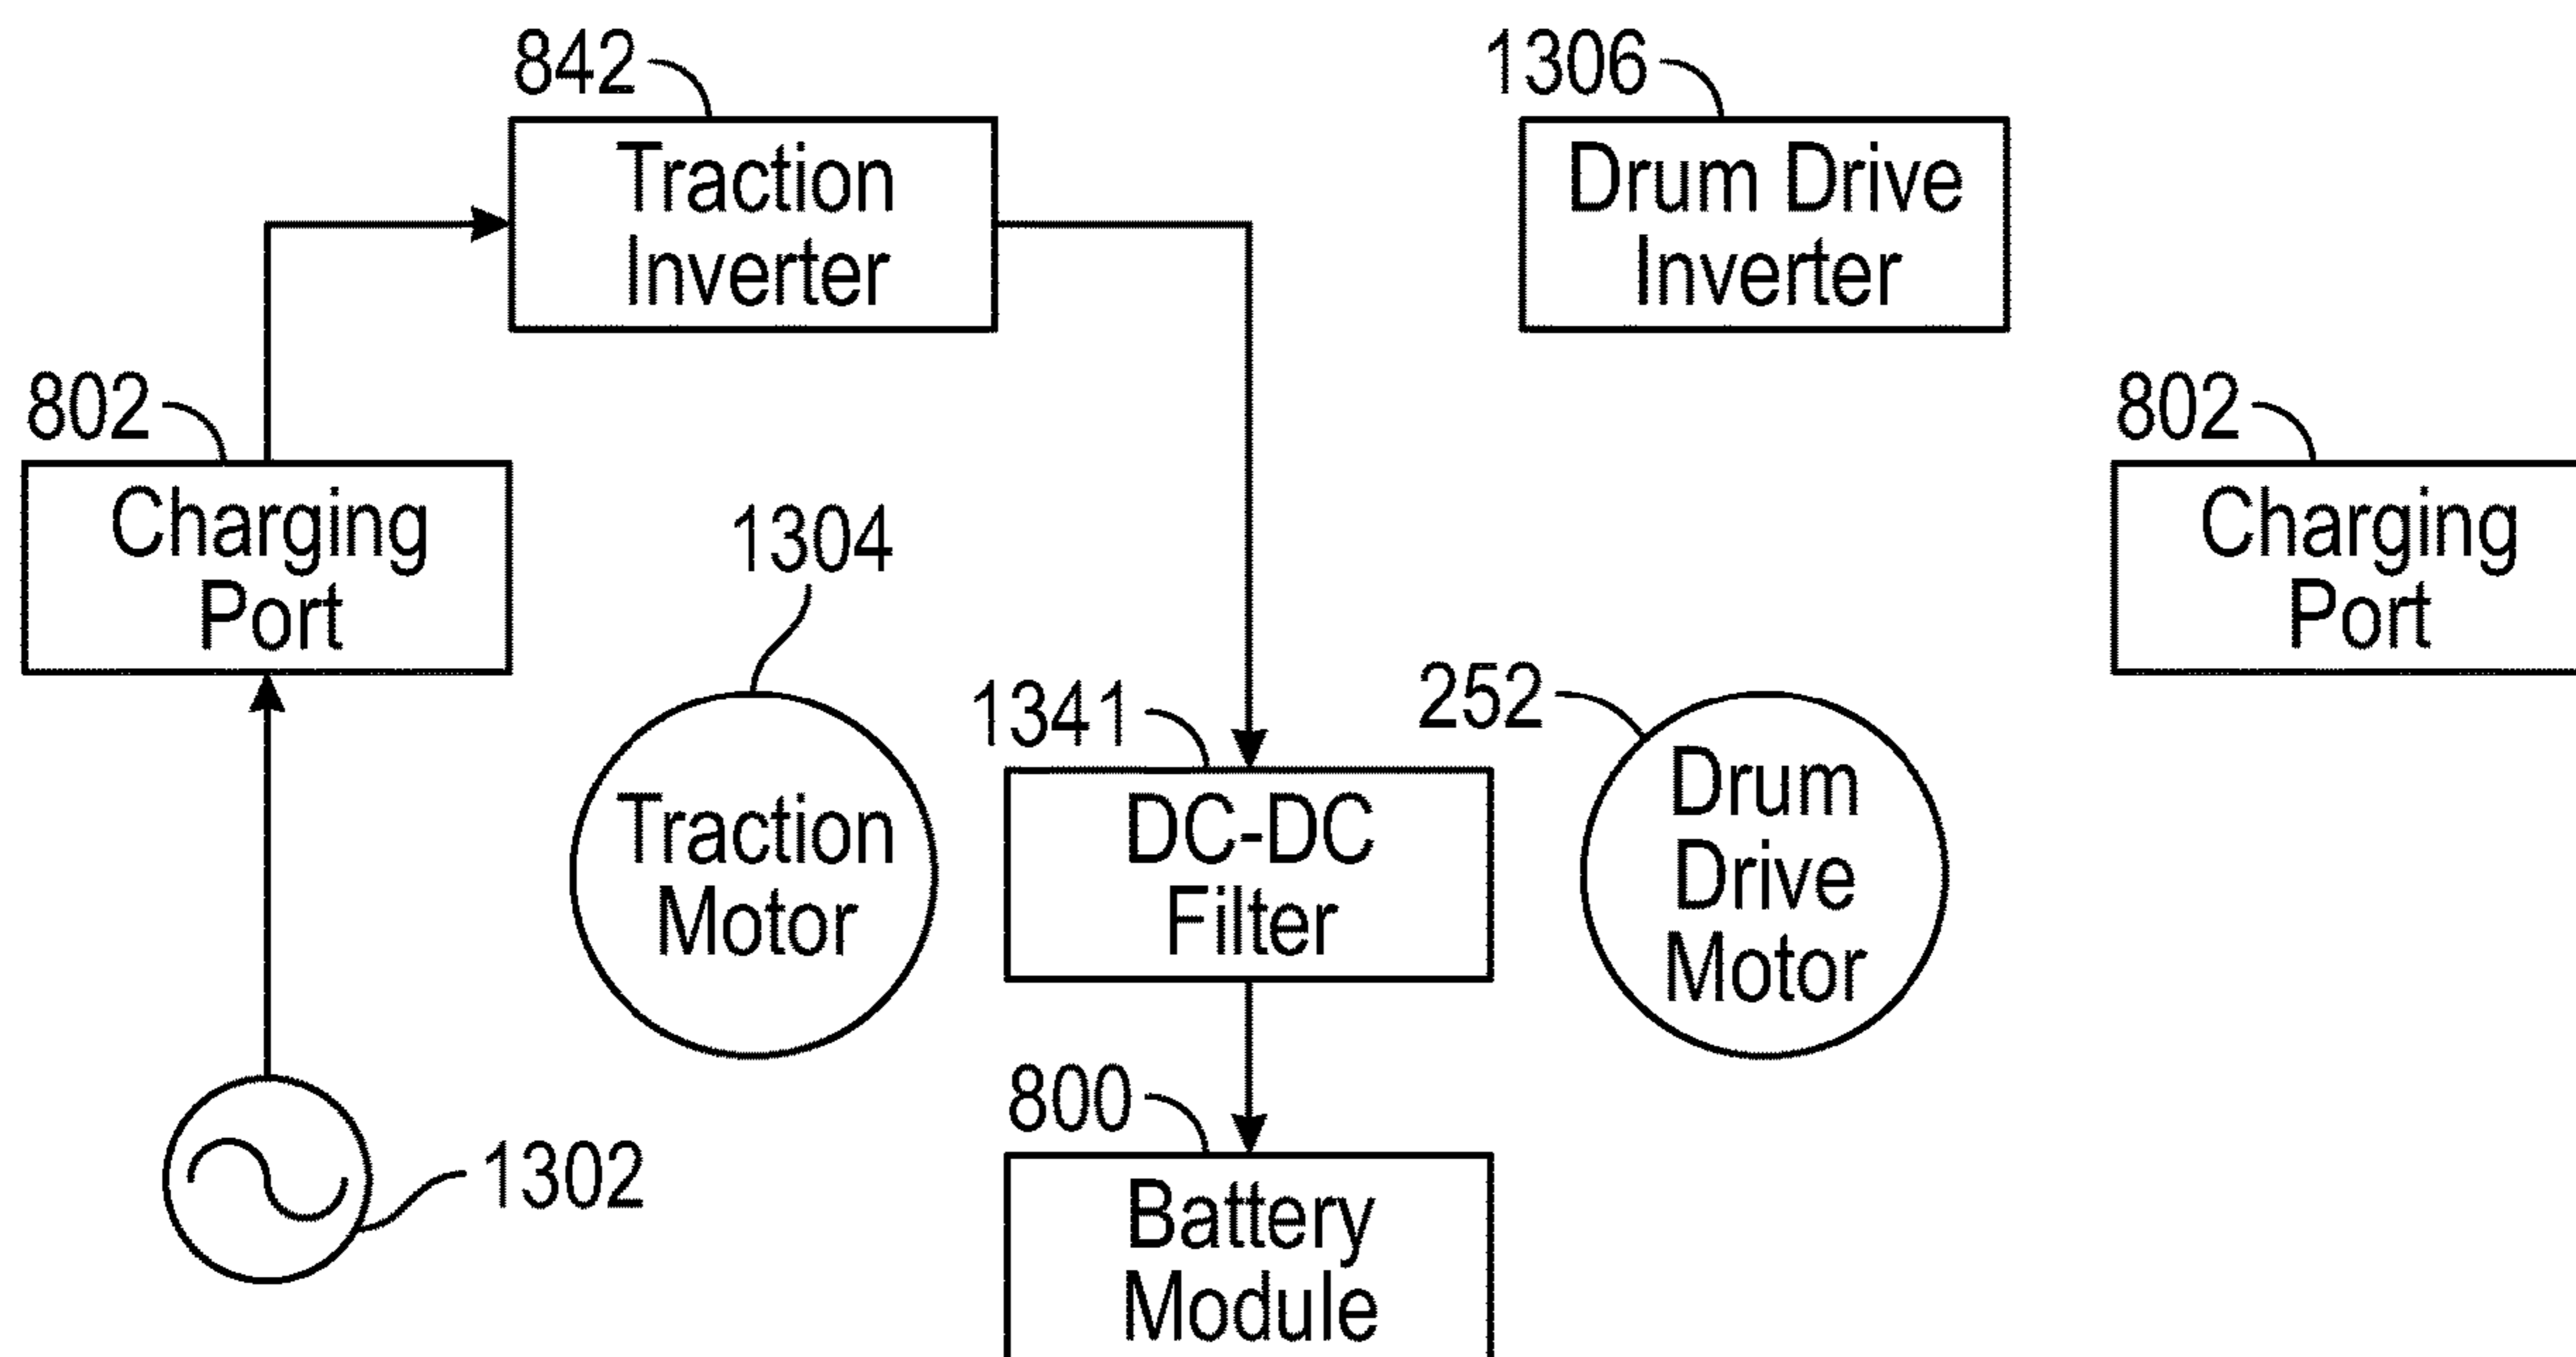 842
Traction
Inverter
1306
Drum Drive
Inverter
802
Charging
Port
802
Charging
Port
1304
Traction
Motor
1341
DC-DC
Filter
252
Drum
Drive
Motor
800
Battery
Module
1302